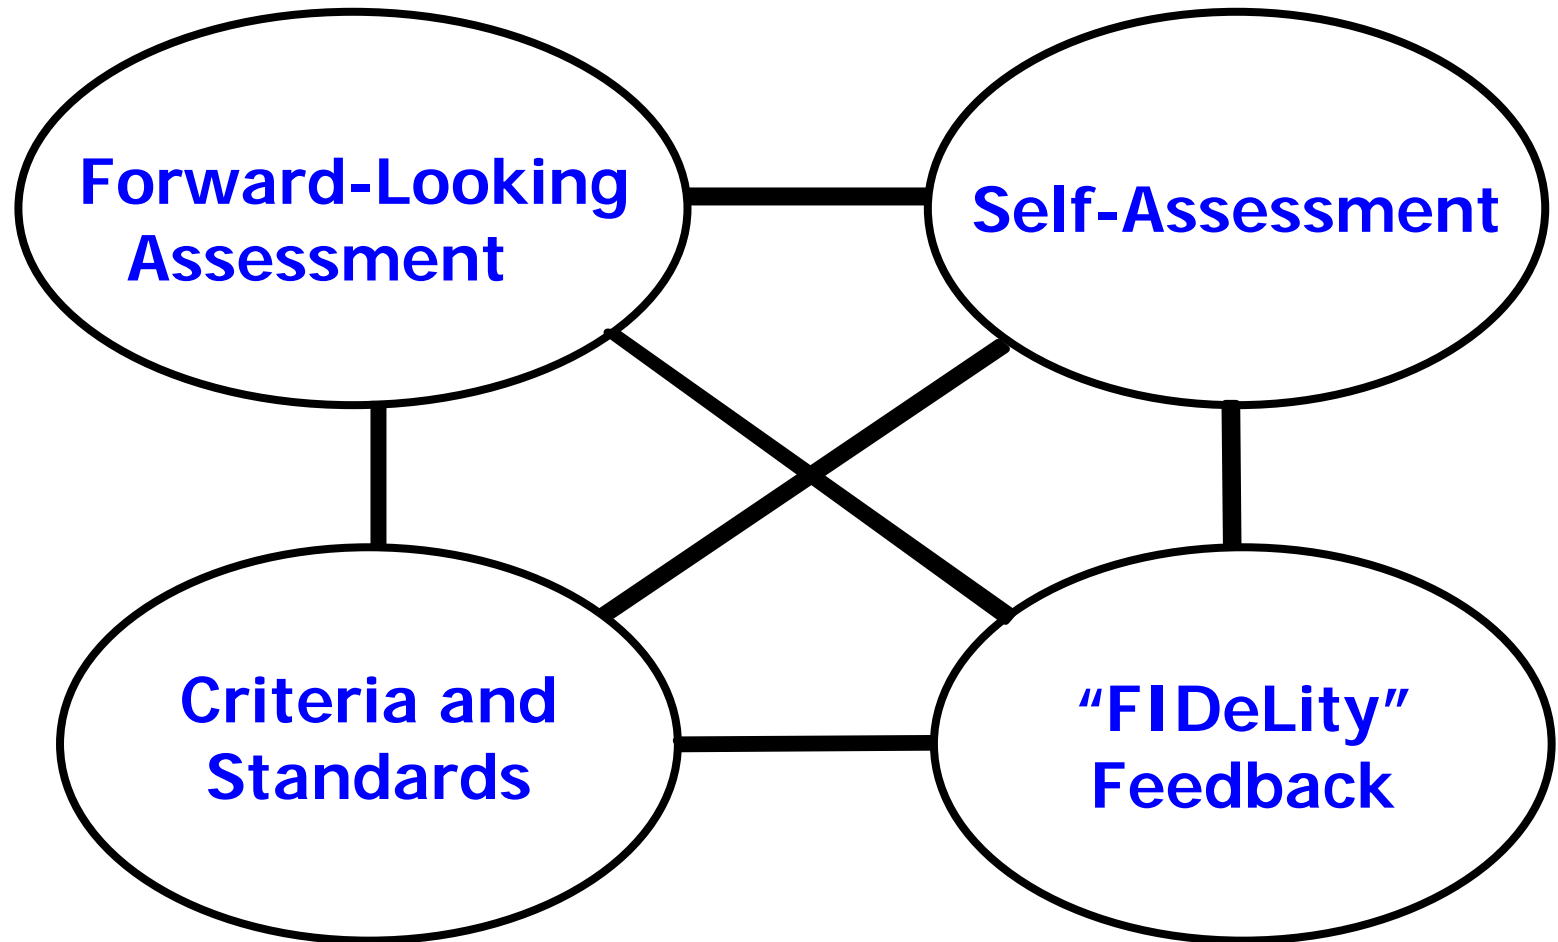 Forward-Looking
Assessment
Self-Assessment
Criteria and
Standards
“FIDeLity”
Feedback